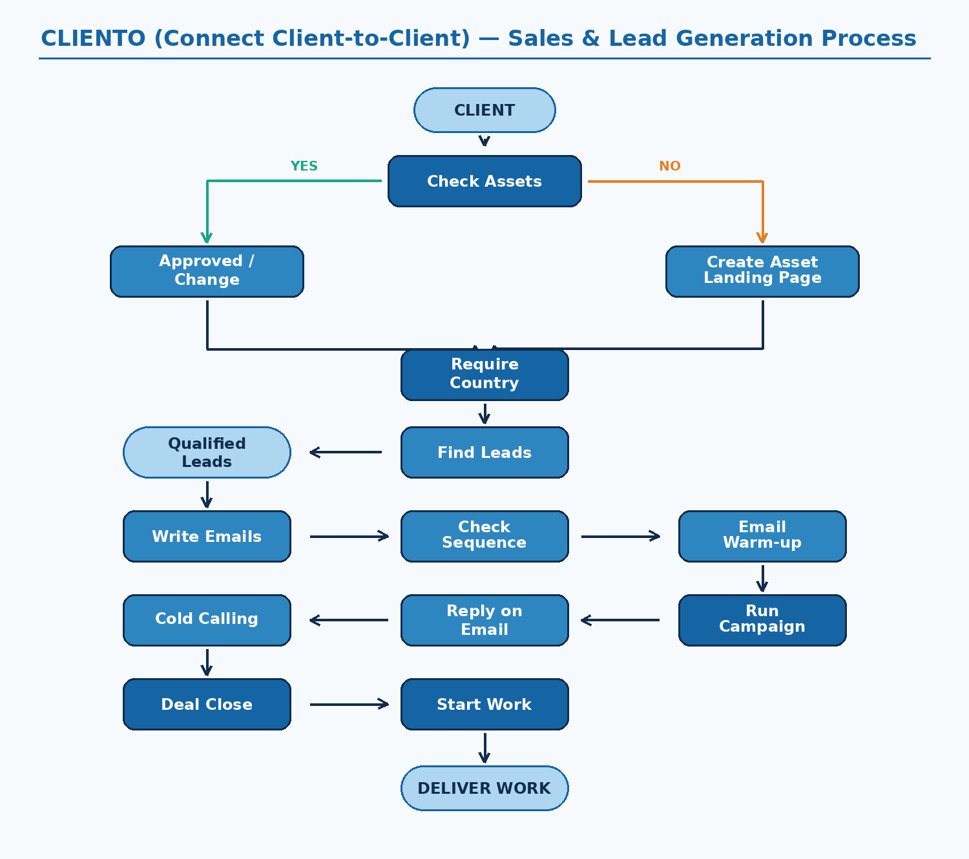 CLIENTO (Connect Client-to-Client) — Sales & Lead Generation Process
CLIENT
YES
Check Assets
NO
Approved /
Change
Create Asset
Landing Page
Require
Country
Qualified
Leads
Find Leads
Write Emails
Check
Sequence
Email
Warm-up
Cold Calling
Reply on
Email
Run
Campaign
Deal Close
Start Work
DELIVER WORK